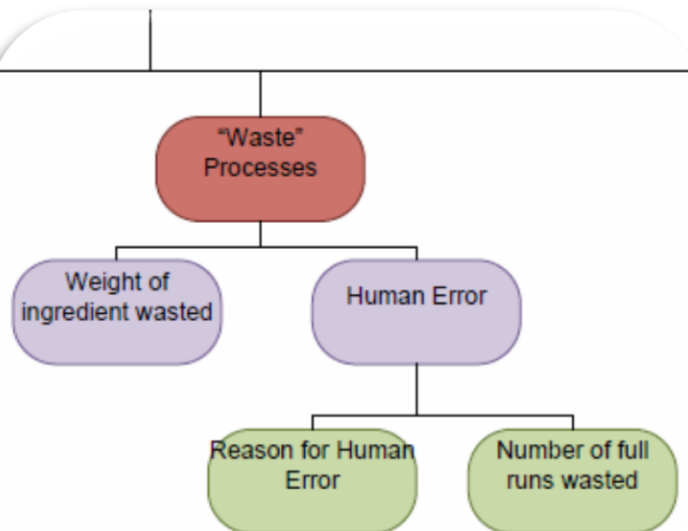 “Waste”
Processes
Weight of
ingredient wasted
Human Error
Reason for Human
Error
Number of full
runs wasted